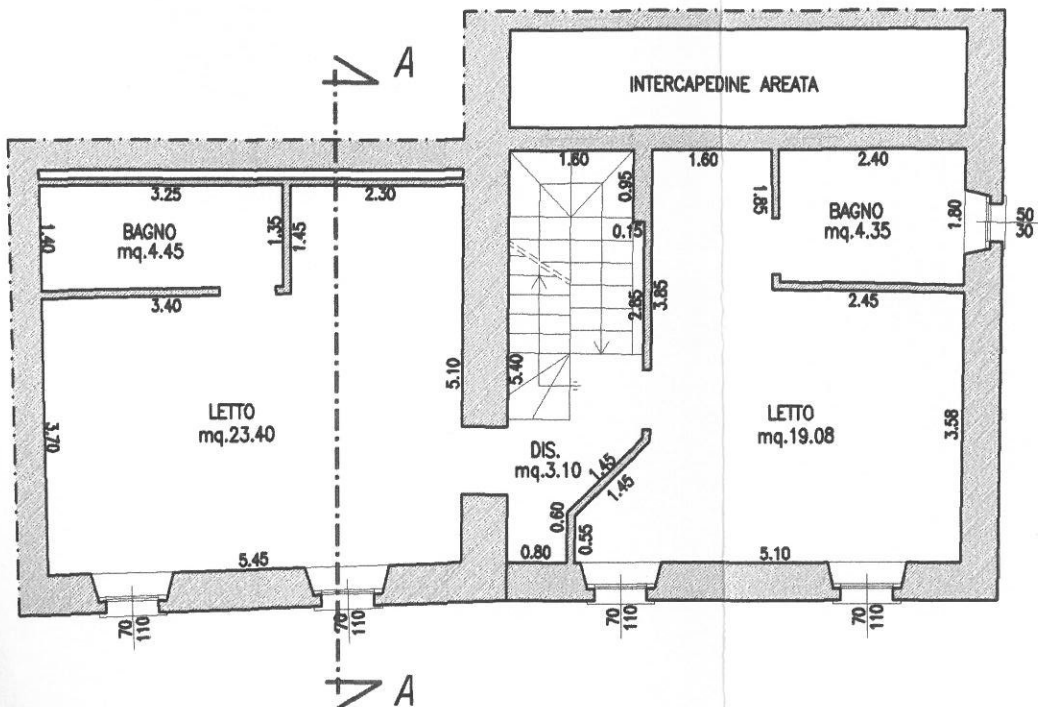 A
INTERCAPEDINE AREATA
1.60
1.60
2.40
0.95
1.85
1.80
50
30
3.25
2.30
1.40
BAGNO
mq.4.45
1.35
1.45
0.15
BAGNO
mq.4.35
3.40
2.85
3.85
2.45
5.10
5.40
3.70
LETTO
mq.23.40
LETTO
mq.19.08
3.58
DIS.
mq.3.10
1.45
1.45
0.60
0.55
0.80
5.45
5.10
70
110
70
110
70
110
70
110
A